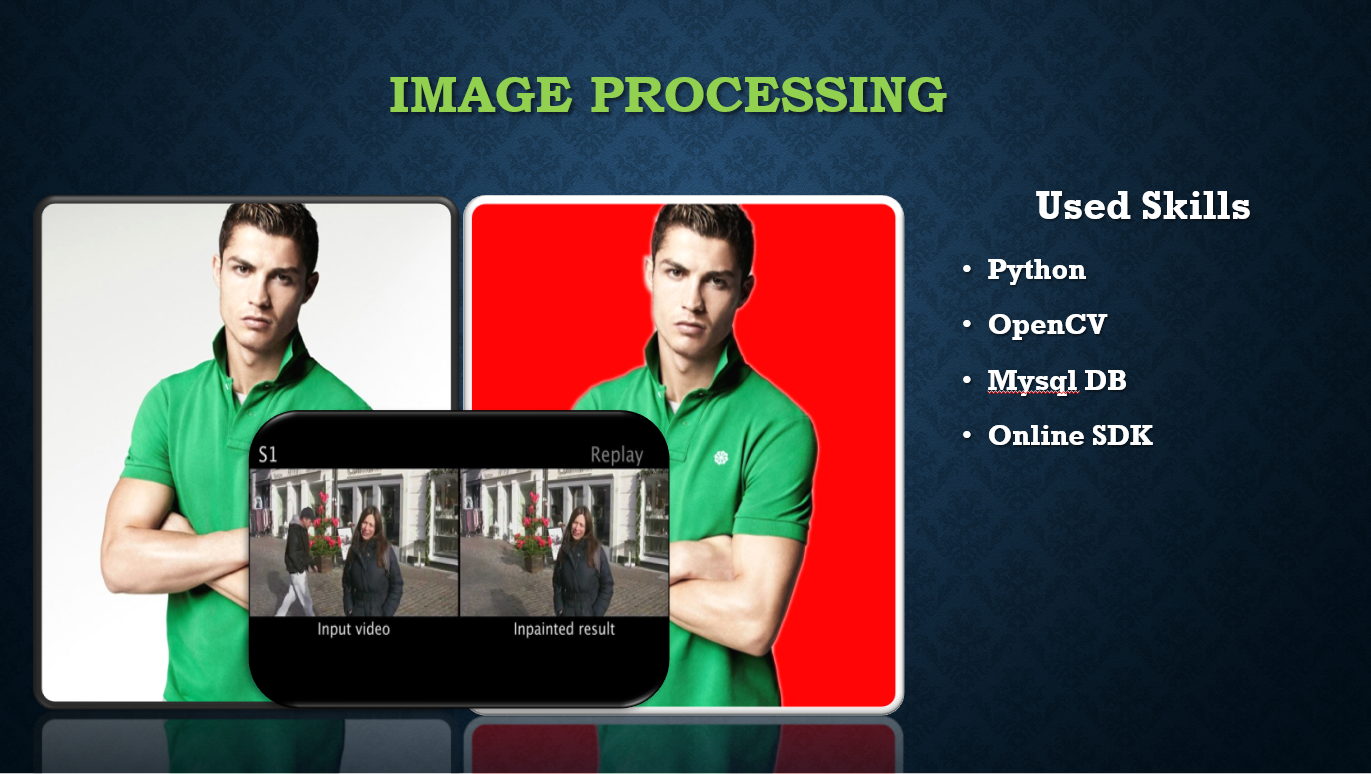 IMAGE PROCESSING
Used Skills
• Python
• OpenCV
• Mysql DB
• Online SDK
S1 Replay
Input video Inpainted result